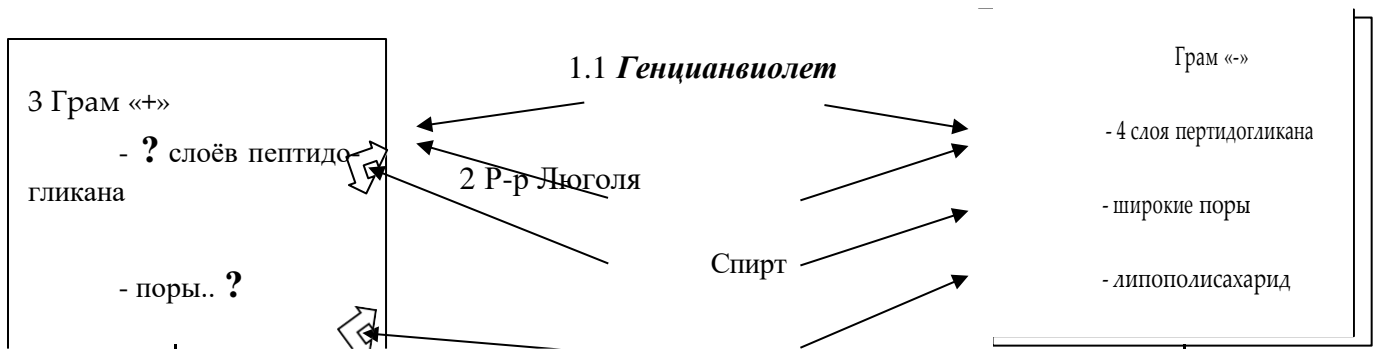 3 Грам «+»
- ? слоёв пептидо-
гликана
- поры.. ?
1.1 Генцианвиолет
2 Р-р Люголя
Спирт
Грам «-»
- 4 слоя пертидогликана
- широкие поры
- липополисахарид